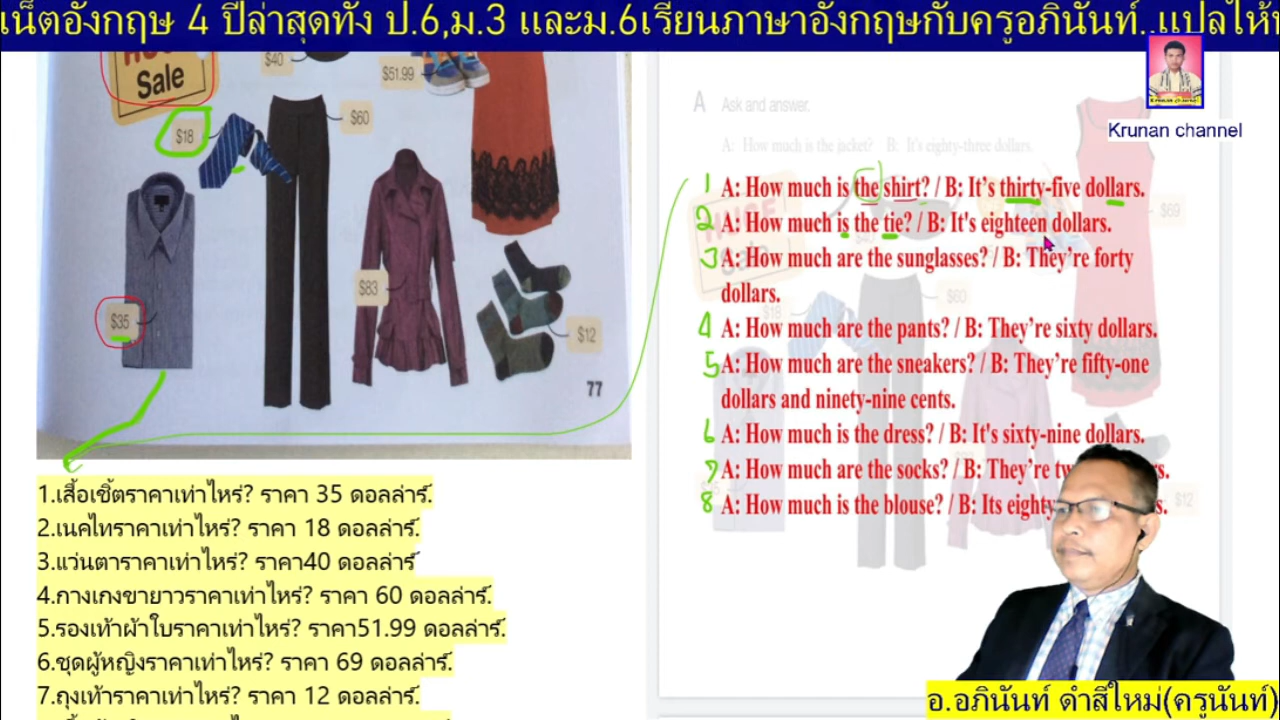 เน็ตอังกฤษ 4 ปีล่าสุดทั้ง ป.6,ม.3 และม.6เรียนภาษาอังกฤษกับครูอภินันท์..แปลให้
Sale
$40
$51.99
$18
$60
$83
$35
$12
77
Krunan channel
A Ask and answer.
A: How much is the jacket? B: It's eighty-three dollars.
1 A: How much is the shirt? / B: It's thirty-five dollars.
2 A: How much is the tie? / B: It's eighteen dollars.
3 A: How much are the sunglasses? / B: They're forty
dollars.
4 A: How much are the pants? / B: They're sixty dollars.
5 A: How much are the sneakers? / B: They're fifty-one
dollars and ninety-nine cents.
6 A: How much is the dress? / B: It's sixty-nine dollars.
7 A: How much are the socks? / B: They're
8 A: How much is the blouse? / B: Its
$69
Sale
$18
$60
$12
1.เสื้อเชิ้ตราคาเท่าไหร่? ราคา 35 ดอลล่าร์.
2.เนคไทราคาเท่าไหร่? ราคา 18 ดอลล่าร์.
3.แว่นตาราคาเท่าไหร่? ราคา40 ดอลล่าร์
4.กางเกงขายาวราคาเท่าไหร่? ราคา 60 ดอลล่าร์.
5.รองเท้าผ้าใบราคาเท่าไหร่? ราคา51.99 ดอลล่าร์.
6.ชุดผู้หญิงราคาเท่าไหร่? ราคา 69 ดอลล่าร์.
7.ถุงเท้าราคาเท่าไหร่? ราคา 12 ดอลล่าร์.
อ.อภินันท์ ดำสีใหม่(ครูนันท์)